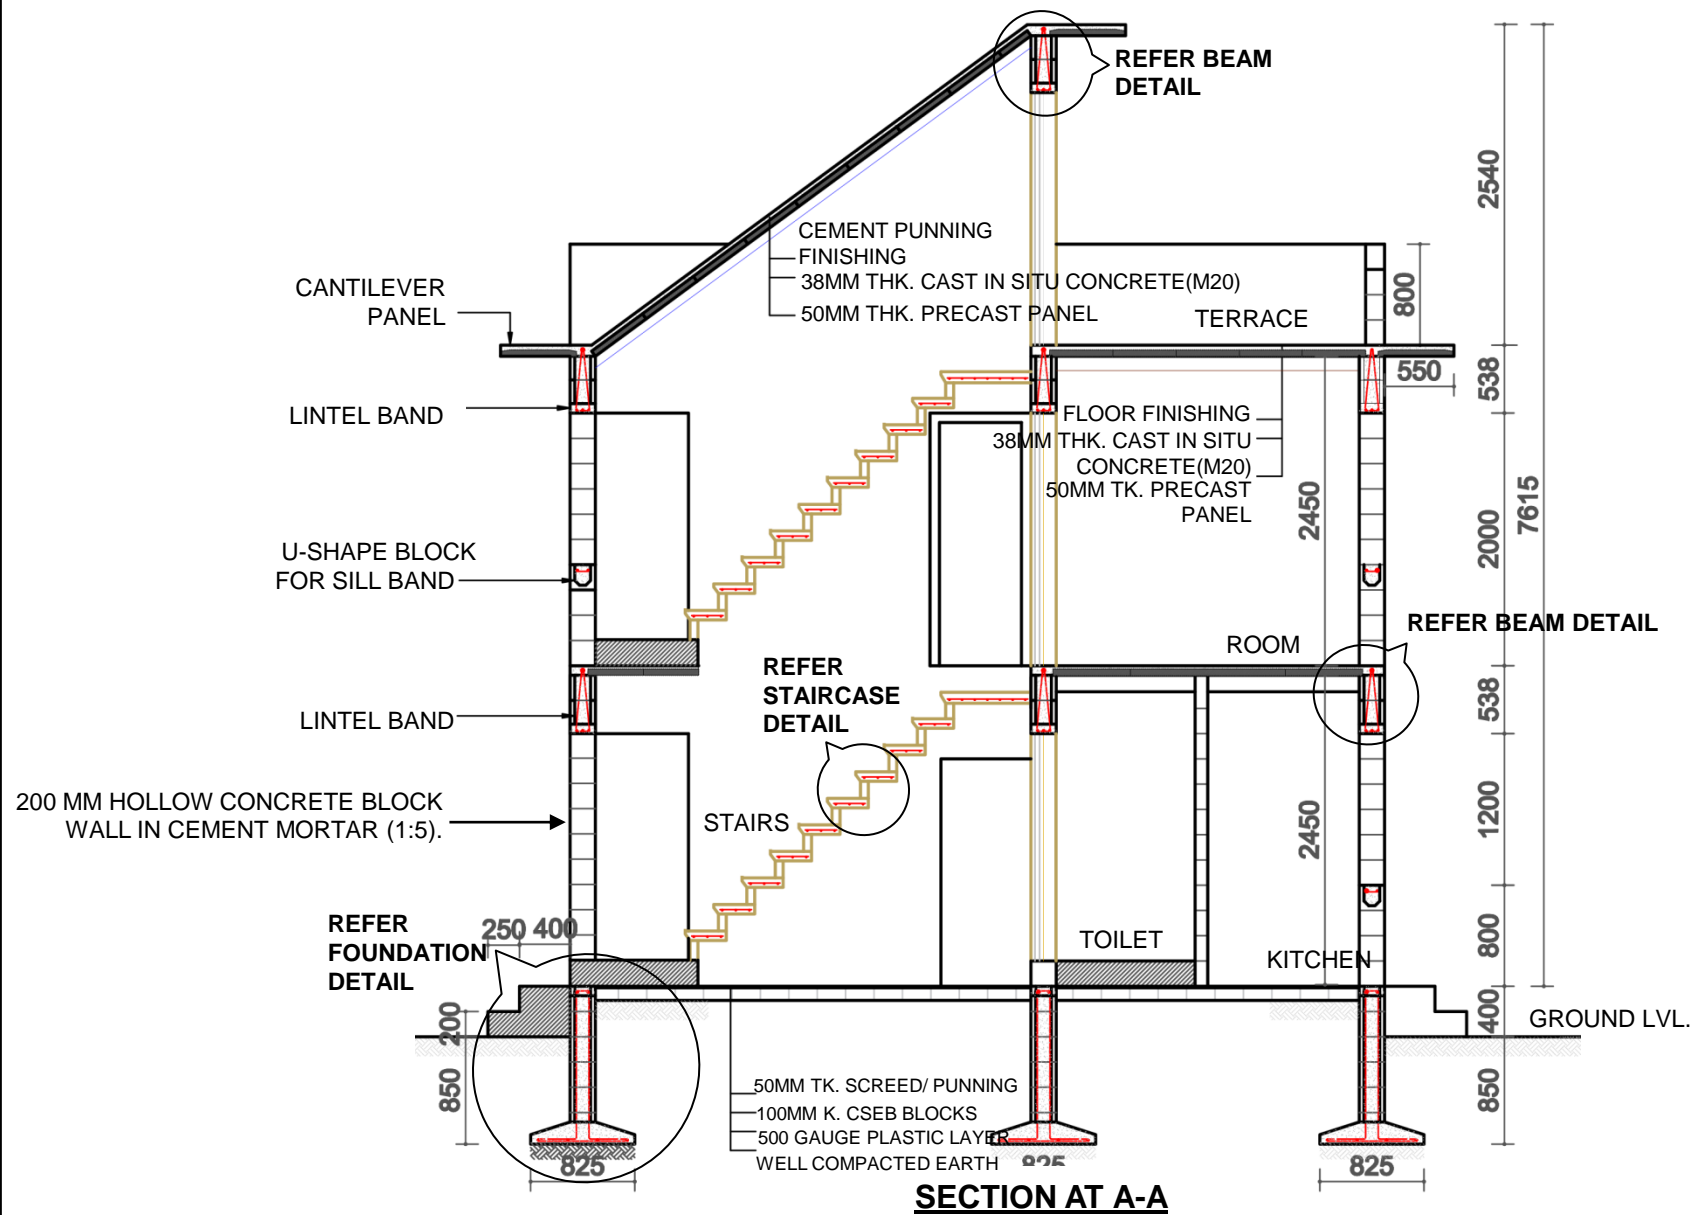 REFER BEAM
DETAIL
2540
CEMENT PUNNING
FINISHING
38MM THK. CAST IN SITU CONCRETE(M20)
50MM THK. PRECAST PANEL
CANTILEVER
PANEL
TERRACE
800
550
538
LINTEL BAND
FLOOR FINISHING
38MM THK. CAST IN SITU
CONCRETE(M20)
50MM TK. PRECAST
PANEL
2450
2000
7615
U-SHAPE BLOCK
FOR SILL BAND
REFER BEAM DETAIL
ROOM
REFER
STAIRCASE
DETAIL
LINTEL BAND
538
200 MM HOLLOW CONCRETE BLOCK
WALL IN CEMENT MORTAR (1:5).
STAIRS
2450
1200
REFER
FOUNDATION
DETAIL
250 400
TOILET
KITCHEN
800
200
400
GROUND LVL.
850
50MM TK. SCREED/ PUNNING
100MM K. CSEB BLOCKS
500 GAUGE PLASTIC LAYER
WELL COMPACTED EARTH
850
825
825
825
SECTION AT A-A